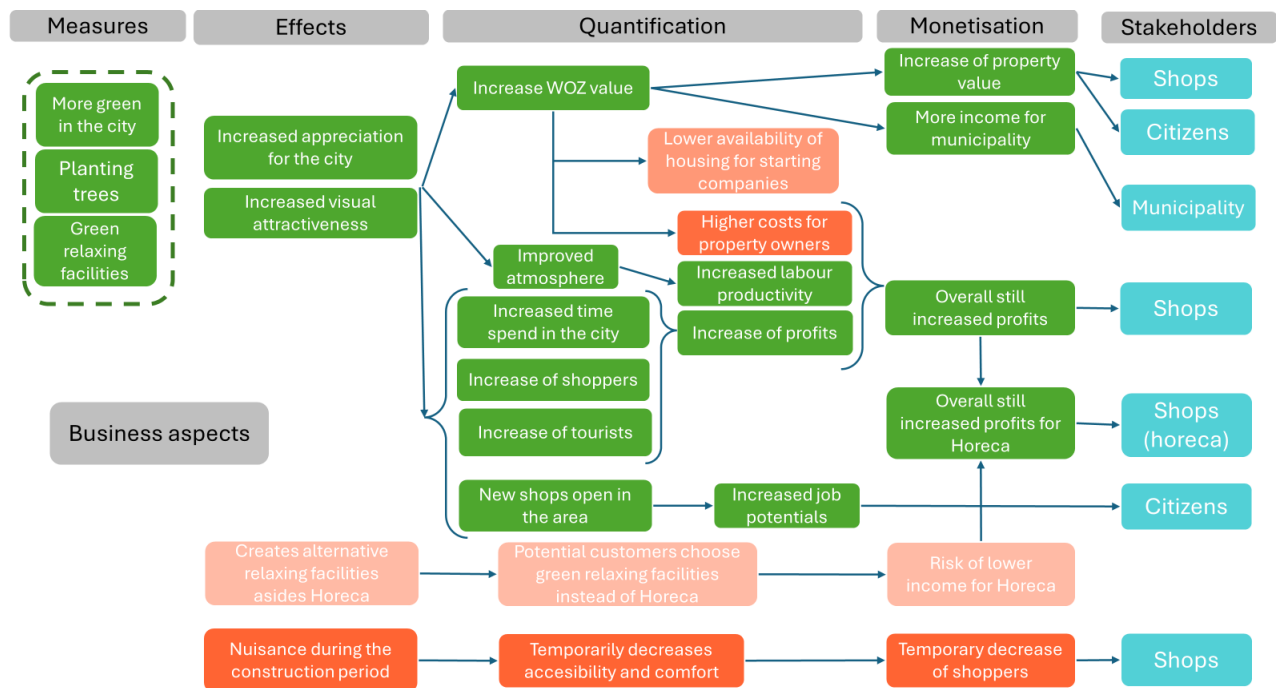 Measures
Effects
Quantification
Monetisation
Stakeholders
More green
in the city
Planting
trees
Green
relaxing
facilities
Increased appreciation
for the city
Increased visual
attractiveness
Increase WOZ value
Lower availability of
housing for starting
companies
Higher costs for
property owners
Improved
atmosphere
Increased labour
productivity
Increased time
spend in the city
Increase of profits
Increase of shoppers
Increase of tourists
New shops open in
the area
Increased job
potentials
Increase of property
value
More income for
municipality
Overall still
increased profits
Overall still
increased profits for
Horeca
Shops
Citizens
Municipality
Shops
Shops
(horeca)
Citizens
Business aspects
Creates alternative
relaxing facilities
asides Horeca
Potential customers choose
green relaxing facilities
instead of Horeca
Risk of lower
income for Horeca
Nuisance during the
construction period
Temporarily decreases
accesibility and comfort
Temporary decrease
of shoppers
Shops